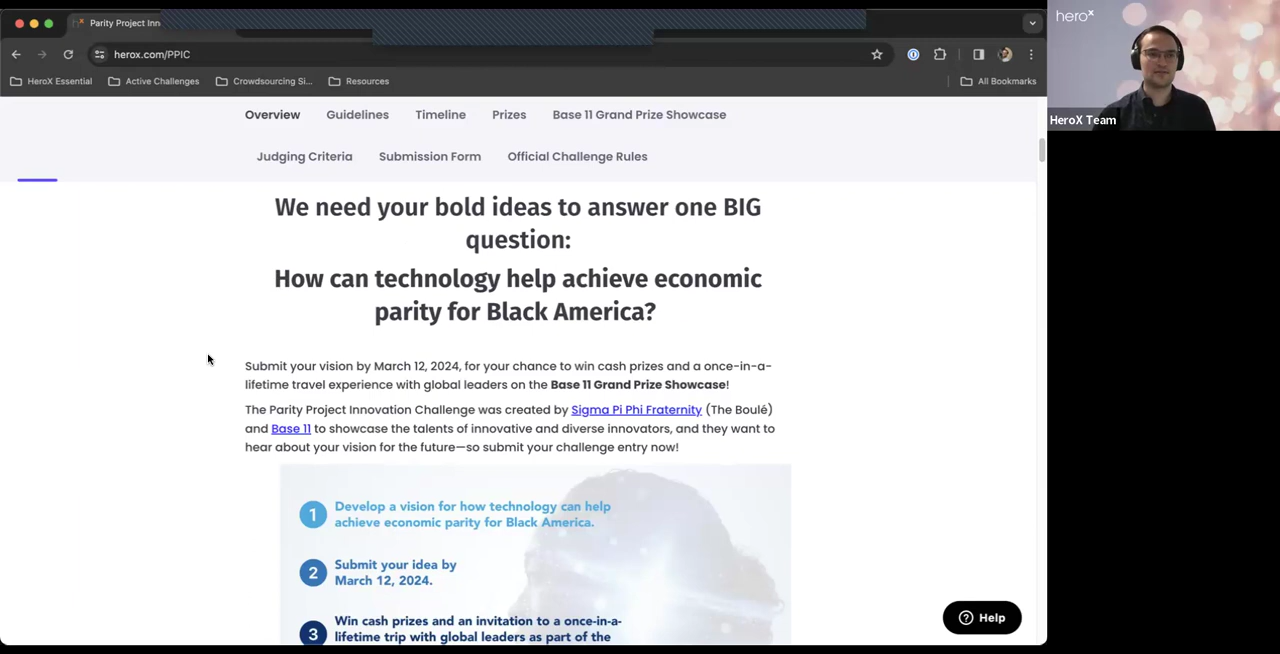 Parity Project Inn
herox.com/PPIC
HeroX Essential
Active Challenges
Crowdsourcing Si...
Resources
All Bookmarks
herox
HeroX Team
Overview
Guidelines
Timeline
Prizes
Base 11 Grand Prize Showcase
Judging Criteria
Submission Form
Official Challenge Rules
We need your bold ideas to answer one BIG
question:
How can technology help achieve economic
parity for Black America?
Submit your vision by March 12, 2024, for your chance to win cash prizes and a once-in-a-
lifetime travel experience with global leaders on the Base 11 Grand Prize Showcase!
The Parity Project Innovation Challenge was created by Sigma Pi Phi Fraternity (The Boulé)
and Base 11 to showcase the talents of innovative and diverse innovators, and they want to
hear about your vision for the future—so submit your challenge entry now!
1 Develop a vision for how technology can help
achieve economic parity for Black America.
2 Submit your idea by
March 12, 2024.
3 Win cash prizes and an invitation to a once-in-a-
lifetime trip with global leaders as part of the
Help